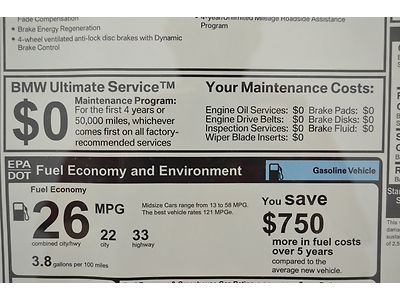 Fade Compensation
• Brake Energy Regeneration
• 4-wheel ventilated anti-lock disc brakes with Dynamic
Brake Control
• 4-year/Unlimited Mileage Roadside Assistance
Program
BMW Ultimate Service™
$0
Maintenance Program:
For the first 4 years or
50,000 miles, whichever
comes first on all factory-
recommended services
Your Maintenance Costs:
Engine Oil Services: $0 Brake Pads: $0
Engine Drive Belts: $0 Brake Disks: $0
Inspection Services: $0 Brake Fluid: $0
Wiper Blade Inserts: $0
EPA
DOT
Fuel Economy and Environment
Gasoline Vehicle
Fuel Economy
26 MPG
combined city/hwy
22
city
33
highway
3.8 gallons per 100 miles
Midsize Cars range from 13 to 58 MPG.
The best vehicle rates 121 MPGe.
You save
$750
more in fuel costs
over 5 years
compared to the
average new vehicle.